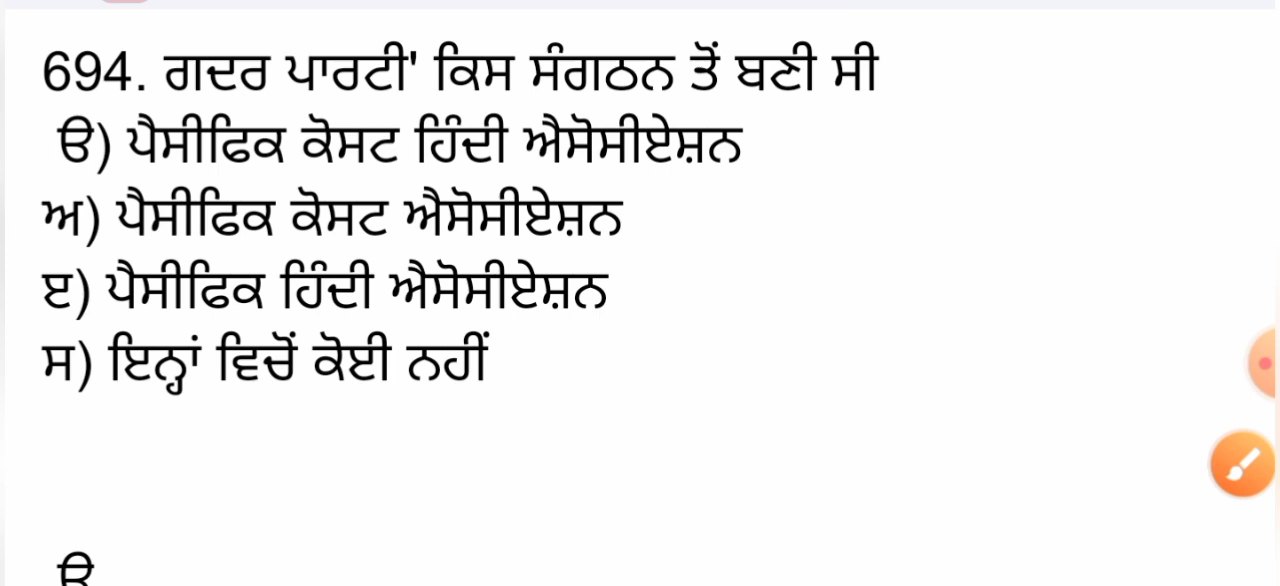 694. ਗਦਰ ਪਾਰਟੀ' ਕਿਸ ਸੰਗਠਨ ਤੋਂ ਬਣੀ ਸੀ
ੳ) ਪੈਸੀਫਿਕ ਕੋਸਟ ਹਿੰਦੀ ਐਸੋਸੀਏਸ਼ਨ
ਅ) ਪੈਸੀਫਿਕ ਕੋਸਟ ਐਸੋਸੀਏਸ਼ਨ
ੲ) ਪੈਸੀਫਿਕ ਹਿੰਦੀ ਐਸੋਸੀਏਸ਼ਨ
ਸ) ਇਨ੍ਹਾਂ ਵਿਚੋਂ ਕੋਈ ਨਹੀਂ
ੳ